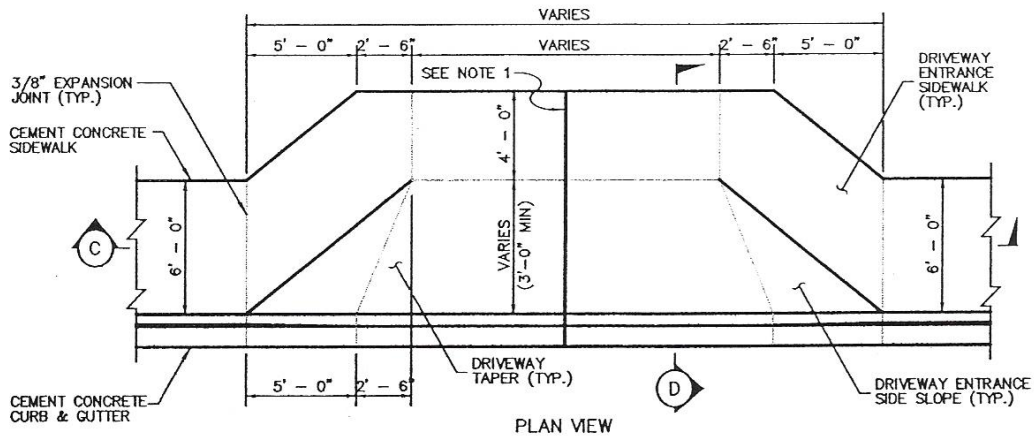 VARIES
5' - 0"
2' - 6"
VARIES
2' - 6"
5' - 0"
SEE NOTE 1
DRIVEWAY
ENTRANCE
SIDEWALK
(TYP.)
3/8" EXPANSION
JOINT (TYP.)
CEMENT CONCRETE
SIDEWALK
4' - 0"
6' - 0"
VARIES
(3'-0" MIN)
6' - 0"
C
5' - 0"
2' - 6"
DRIVEWAY
TAPER (TYP.)
D
DRIVEWAY ENTRANCE
SIDE SLOPE (TYP.)
CEMENT CONCRETE
CURB & GUTTER
PLAN VIEW